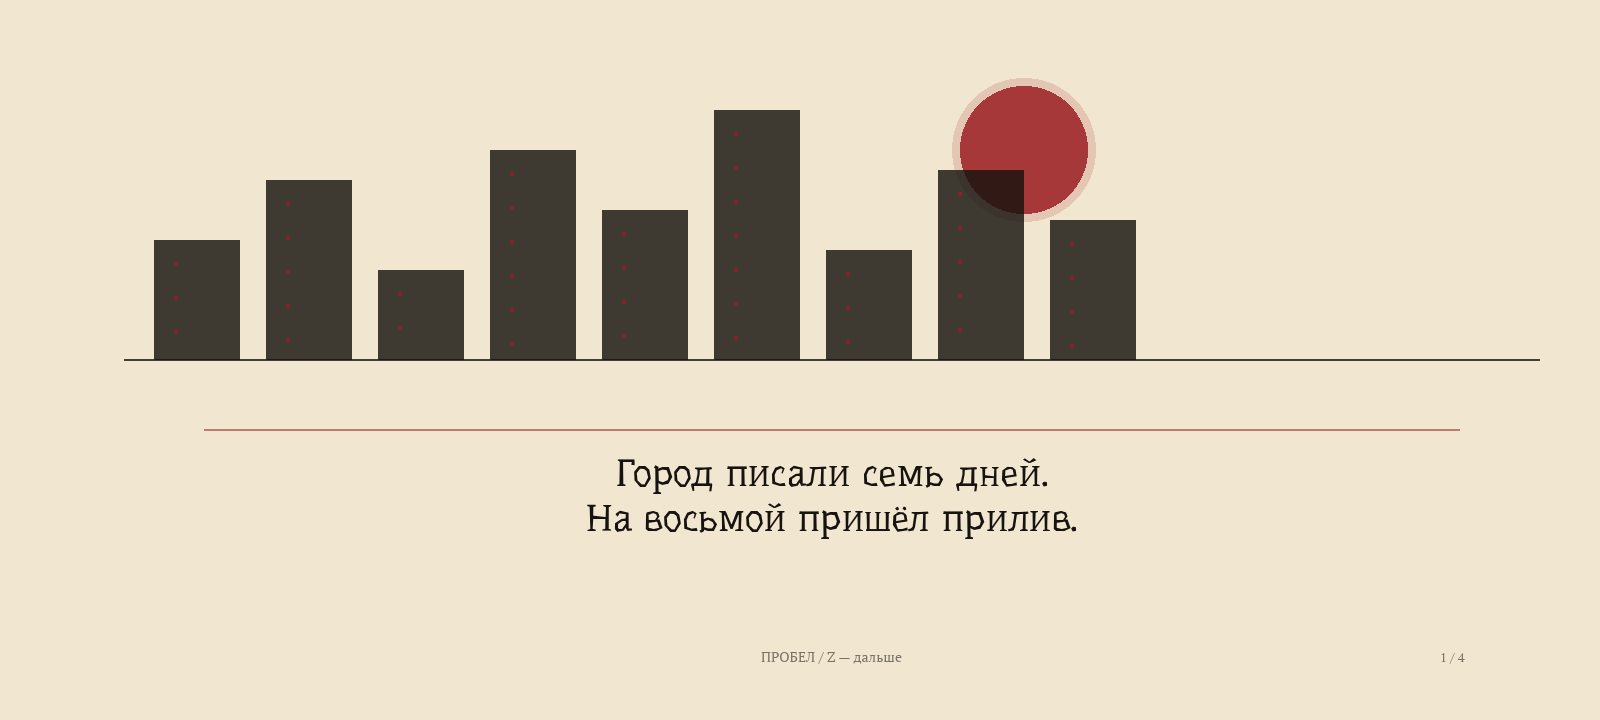 Город писали семь дней.
На восьмой пришёл прилив.
ПРОБЕЛ / Z — дальше
1 / 4